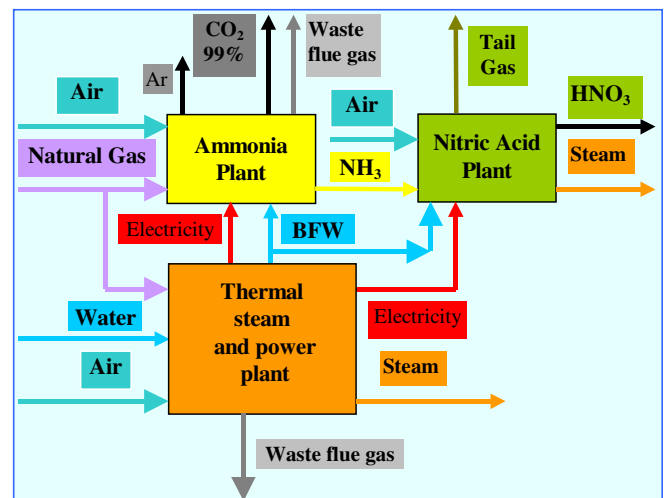 CO₂
99%
Waste
flue gas
Tail
Gas
Ar
Air
Air
HNO₃
Ammonia
Plant
Nitric Acid
Plant
Steam
Natural Gas
NH₃
Electricity
BFW
Thermal
steam
and power
plant
Water
Electricity
Air
Steam
Waste flue gas